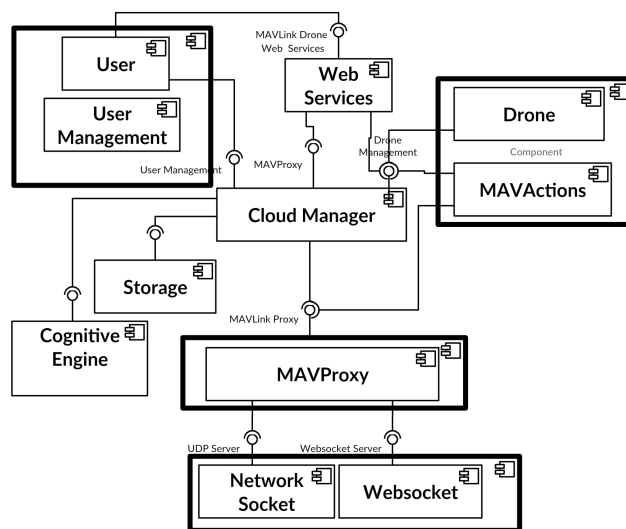 MAVLink Drone
Web  Services
User
Web
Services
User
Management
Drone
Drone
Management
Component
User Management
MAVProxy
MAVActions
Cloud Manager
Storage
MAVLink Proxy
Cognitive
Engine
MAVProxy
UDP Server
Websocket Server
Network
Socket
Websocket